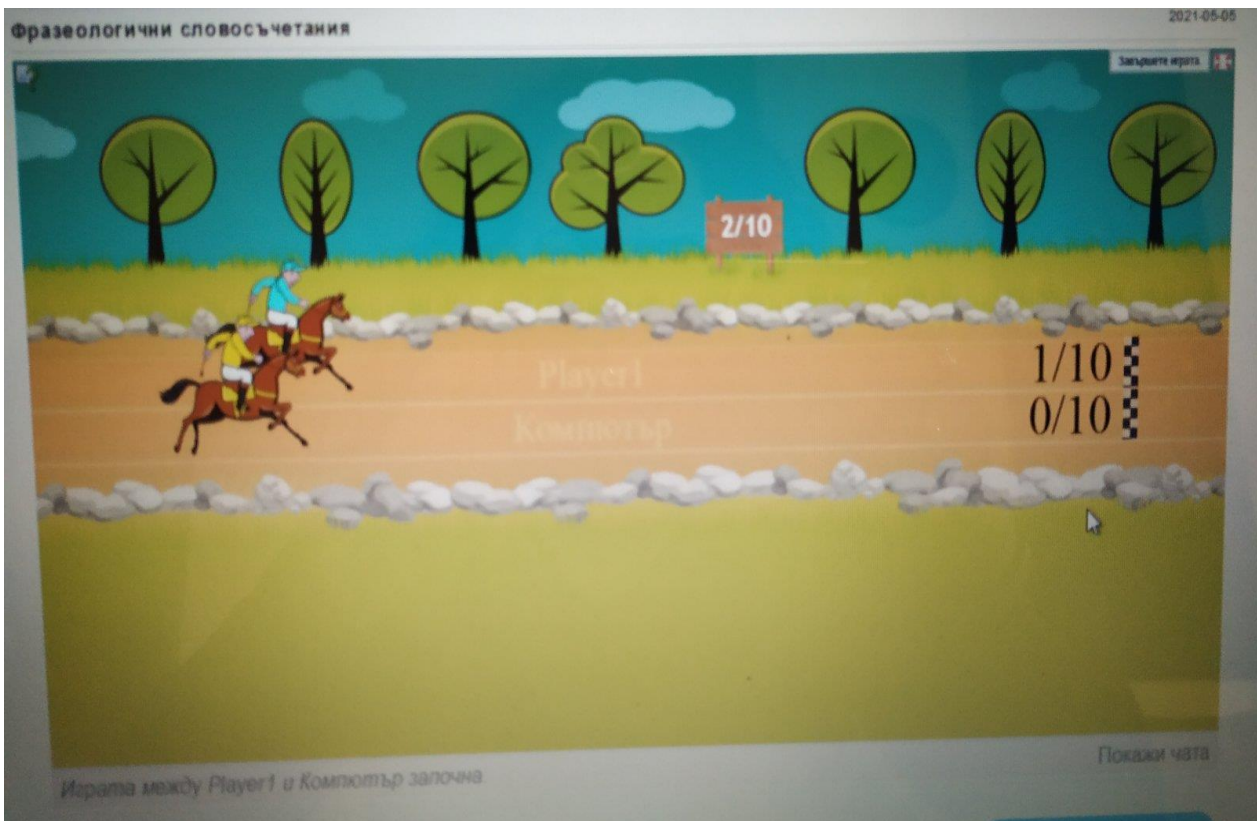 2021-05-05
Фразеологични словосъчетания
Завършете играта
2/10
Player1
1/10
Компютър
0/10
Покажи чата
Играта между Player1 и Компютър започна.